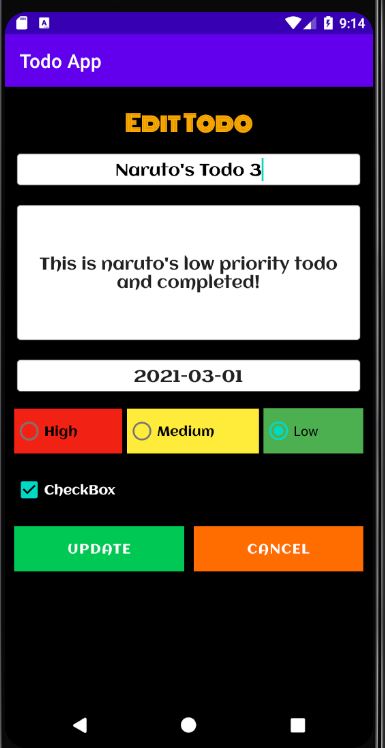 9:14
Todo App
Edit Todo
Naruto's Todo 3
This is naruto's low priority todo
and completed!
2021-03-01
High Medium Low
CheckBox
UPDATE CANCEL